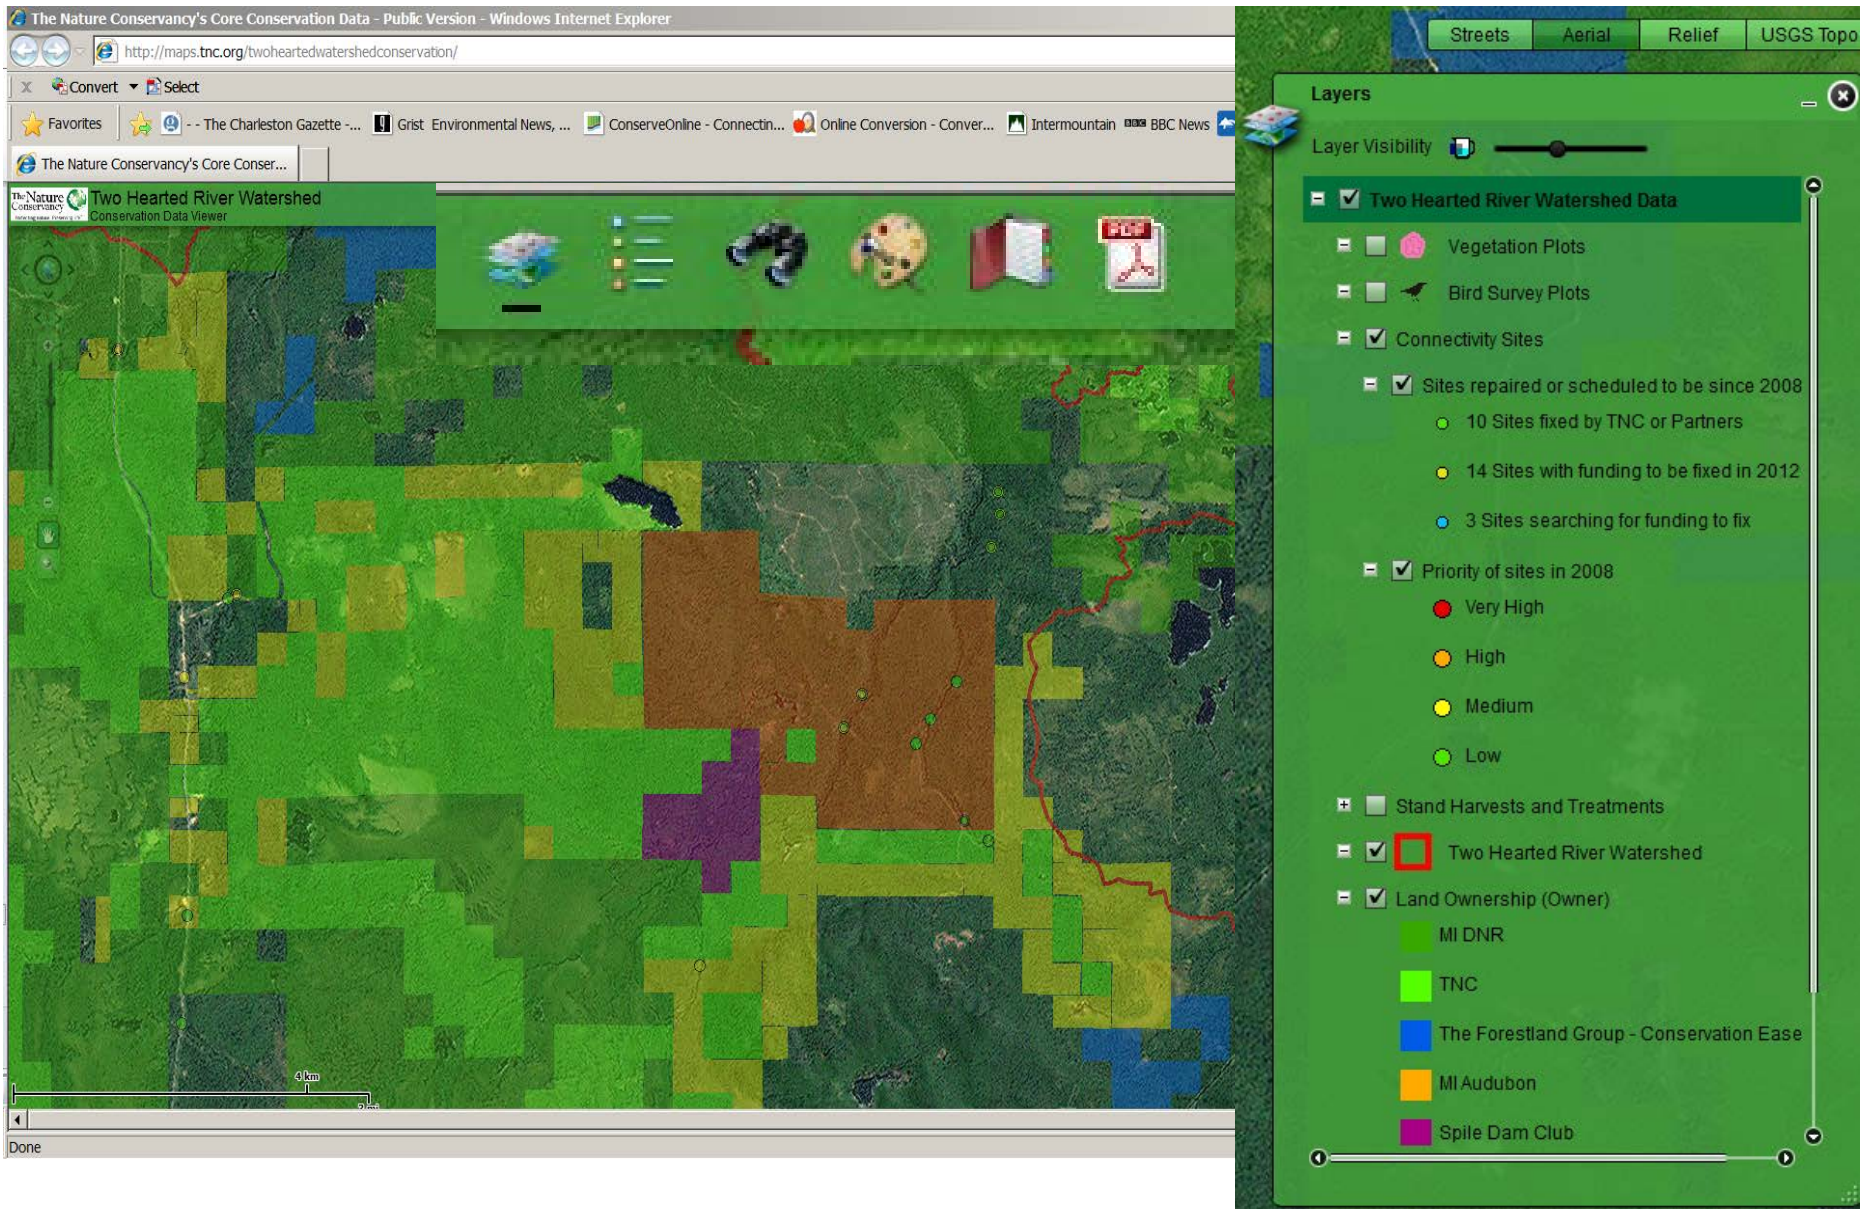 The Nature Conservancy's Core Conservation Data - Public Version - Windows Internet Explorer
http://maps.tnc.org/twoheartedwatershedconservation/
x Convert Select
Favorites - - The Charleston Gazette -... Grist Environmental News, ... ConserveOnline - Connectin... Online Conversion - Conver... Intermountain BBC News
The Nature Conservancy's Core Conser...
The Nature Conservancy
Two Hearted River Watershed
Conservation Data Viewer
PDF
4 km
2 mi
Done
Streets Aerial Relief USGS Topo
Layers
Layer Visibility
Two Hearted River Watershed Data
Vegetation Plots
Bird Survey Plots
Connectivity Sites
Sites repaired or scheduled to be since 2008
10 Sites fixed by TNC or Partners
14 Sites with funding to be fixed in 2012
3 Sites searching for funding to fix
Priority of sites in 2008
Very High
High
Medium
Low
Stand Harvests and Treatments
Two Hearted River Watershed
Land Ownership (Owner)
MI DNR
TNC
The Forestland Group - Conservation Ease
MI Audubon
Spile Dam Club